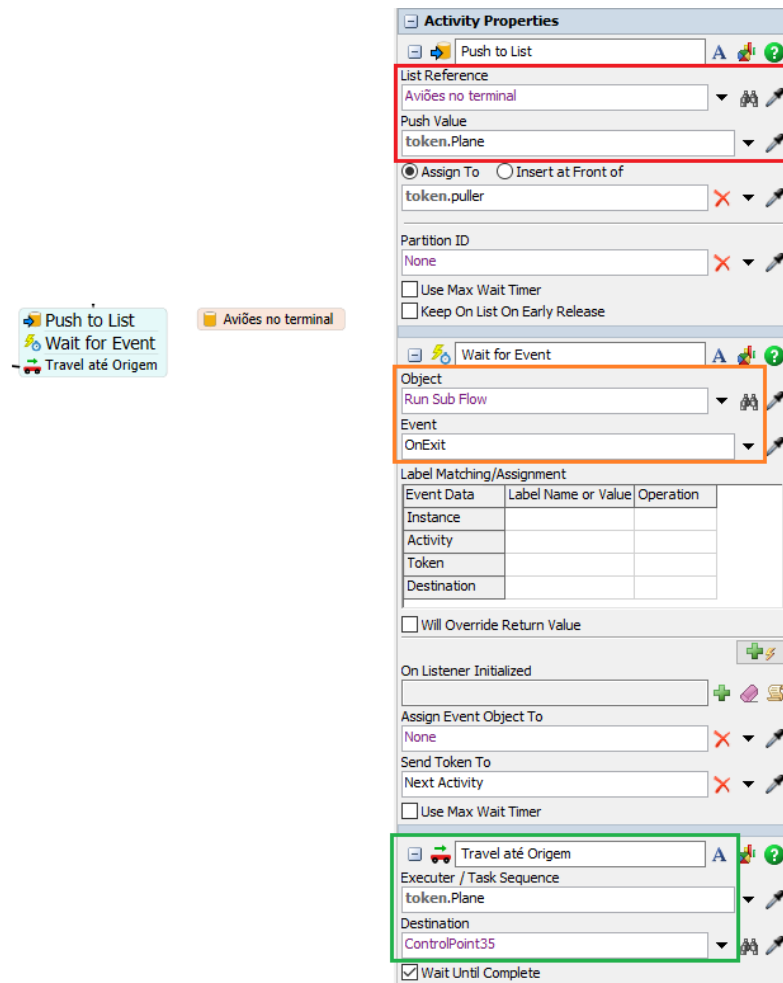 Push to List
Wait for Event
Travel até Origem
Aviões no terminal
Activity Properties
Push to List
A
List Reference
Aviões no terminal
Push Value
token.Plane
Assign To Insert at Front of
token.puller
Partition ID
None
Use Max Wait Timer
Keep On List On Early Release
Wait for Event
A
Object
Run Sub Flow
Event
OnExit
Label Matching/Assignment
Event Data Label Name or Value Operation
Instance
Activity
Token
Destination
Will Override Return Value
On Listener Initialized
Assign Event Object To
None
Send Token To
Next Activity
Use Max Wait Timer
Travel até Origem
A
Executer / Task Sequence
token.Plane
Destination
ControlPoint35
Wait Until Complete